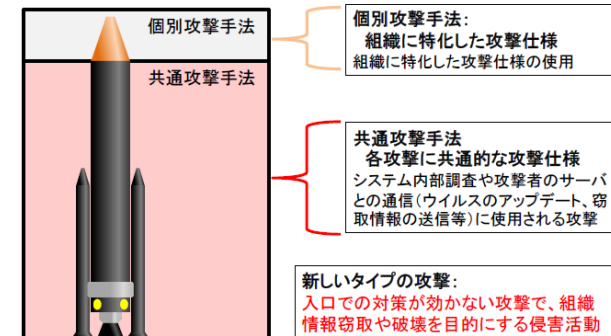 個別攻撃手法
共通攻撃手法
個別攻撃手法:
組織に特化した攻撃仕様
組織に特化した攻撃仕様の使用
共通攻撃手法
各攻撃に共通的な攻撃仕様
システム内部調査や攻撃者のサーバ
との通信(ウイルスのアップデート、窃
取情報の送信等)に使用される攻撃
新しいタイプの攻撃:
入口での対策が効かない攻撃で、組織
情報窃取や破壊を目的にする侵害活動